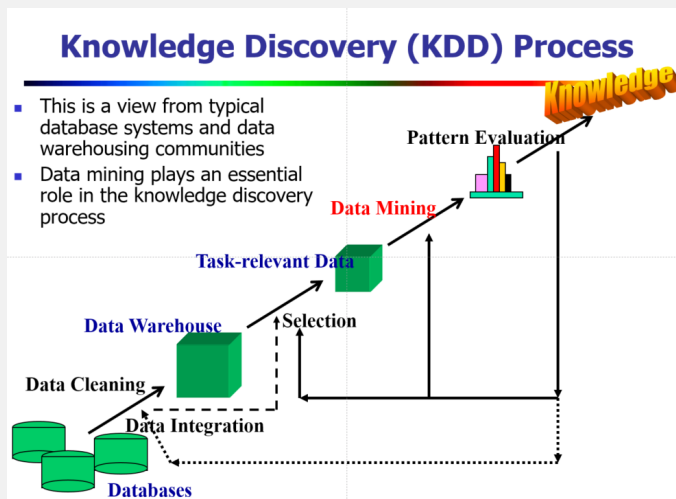 Knowledge Discovery (KDD) Process
This is a view from typical
database systems and data
warehousing communities
Data mining plays an essential
role in the knowledge discovery
process
Knowledge
Pattern Evaluation
Data Mining
Task-relevant Data
Selection
Data Warehouse
Data Cleaning
Data Integration
Databases